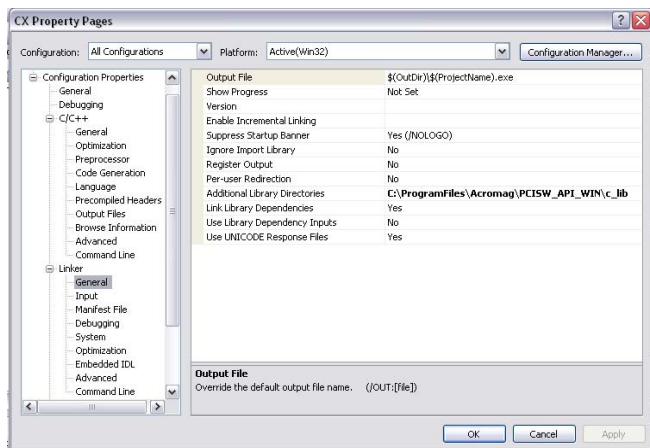 CX Property Pages
Configuration: All Configurations Platform: Active(Win32) Configuration Manager...
Configuration Properties
General
Debugging
C/C++
General
Optimization
Preprocessor
Code Generation
Language
Precompiled Headers
Output Files
Browse Information
Advanced
Command Line
Linker
General
Input
Manifest File
Debugging
System
Optimization
Embedded IDL
Advanced
Command Line
Output File $(OutDir)\$(ProjectName).exe
Show Progress Not Set
Version
Enable Incremental Linking
Suppress Startup Banner Yes (/NOLOGO)
Ignore Import Library No
Register Output No
Per-user Redirection No
Additional Library Directories C:\ProgramFiles\Acromag\PCISW_API_WIN\c_lib
Link Library Dependencies Yes
Use Library Dependency Inputs No
Use UNICODE Response Files Yes
Output File
Override the default output file name. (/OUT:[file])
OK Cancel Apply